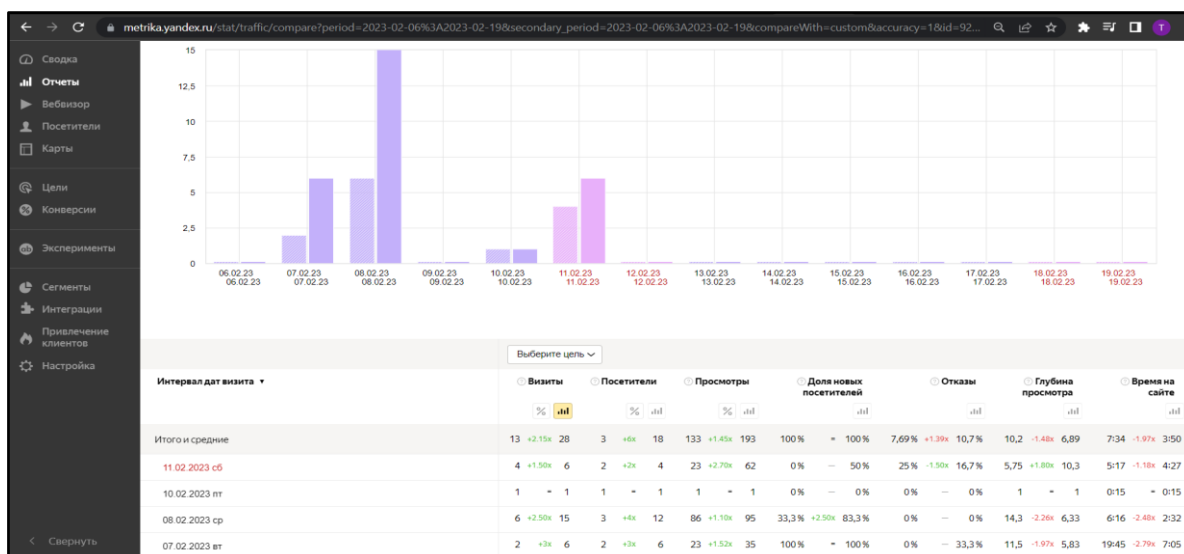 metrika.yandex.ru/stat/traffic/compare?period=2023-02-06%3A2023-02-19&secondary_period=2023-02-06%3A2023-02-19&compareWith=custom&accuracy=1&id=92...
T
Сводка
Отчеты
Вебвизор
Посетители
Карты
Цели
Конверсии
Эксперименты
Сегменты
Интеграции
Привлечение
клиентов
Настройка
Свернуть
15
12,5
10
7,5
5
2,5
0
06.02.23 07.02.23 08.02.23 09.02.23 10.02.23 11.02.23 12.02.23 13.02.23 14.02.23 15.02.23 16.02.23 17.02.23 18.02.23 19.02.23
06.02.23 07.02.23 08.02.23 09.02.23 10.02.23 11.02.23 12.02.23 13.02.23 14.02.23 15.02.23 16.02.23 17.02.23 18.02.23 19.02.23
Выберите цель
Интервал дат визита ▼ Визиты Посетители Просмотры Доля новых Отказы Глубина Время на
посетителей просмотра сайте
% % %
Итого и средние 13 +2.15x 28 3 +6x 18 133 +1.45x 193 100 % = 100 % 7,69 % +1.39x 10,7 % 10,2 -1.48x 6,89 7:34 -1.97x 3:50
11.02.2023 сб 4 +1.50x 6 2 +2x 4 23 +2.70x 62 0 % — 50 % 25 % -1.50x 16,7 % 5,75 +1.80x 10,3 5:17 -1.18x 4:27
10.02.2023 пт 1 = 1 1 = 1 1 = 1 0 % — 0 % 0 % — 0 % 1 = 1 0:15 = 0:15
08.02.2023 ср 6 +2.50x 15 3 +4x 12 86 +1.10x 95 33,3 % +2.50x 83,3 % 0 % — 0 % 14,3 -2.26x 6,33 6:16 -2.48x 2:32
07.02.2023 вт 2 +3x 6 2 +3x 6 23 +1.52x 35 100 % = 100 % 0 % — 33,3 % 11,5 -1.97x 5,83 19:45 -2.79x 7:05